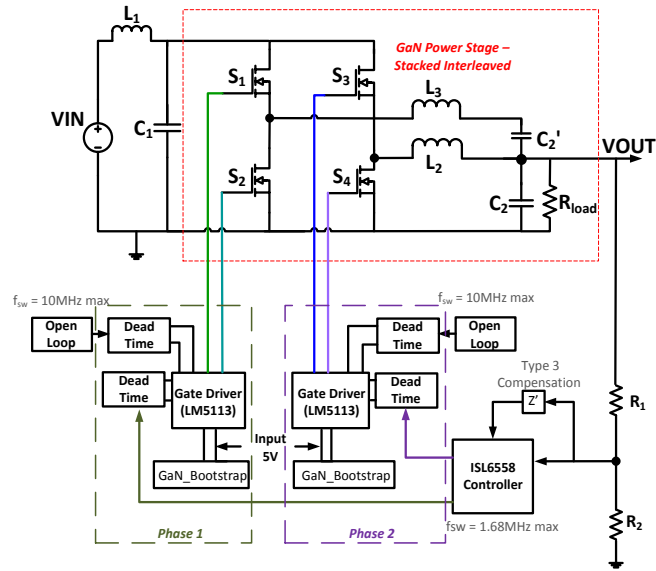 L1
GaN Power Stage –
Stacked Interleaved
S1
S3
L3
VIN
C1
C2'
VOUT
S2
S4
L2
C2
Rload
fsw = 10MHz max
fsw = 10MHz max
Open
Loop
Dead
Time
Dead
Time
Open
Loop
Dead
Time
Gate Driver
(LM5113)
Gate Driver
(LM5113)
Dead
Time
Type 3
Compensation
Z'
R1
Input
5V
GaN_Bootstrap
GaN_Bootstrap
ISL6558
Controller
R2
Phase 1
Phase 2
fsw = 1.68MHz max